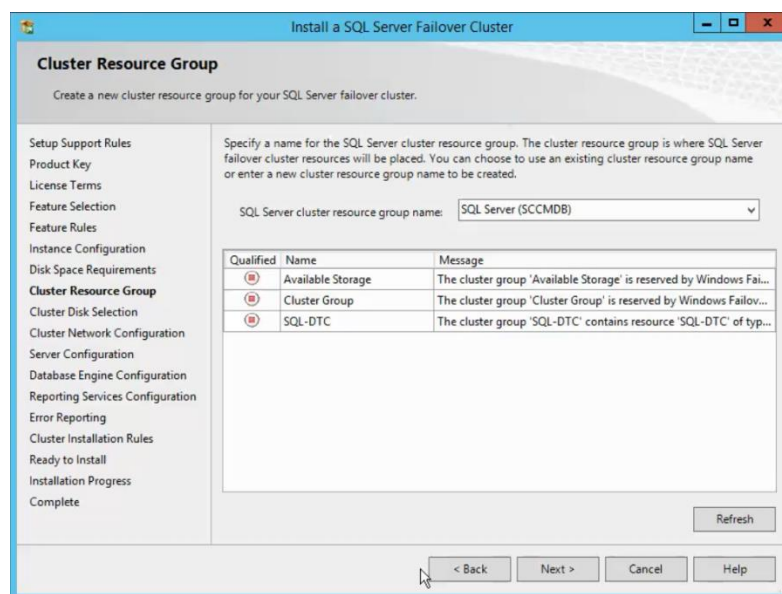 Install a SQL Server Failover Cluster
Cluster Resource Group
Create a new cluster resource group for your SQL Server failover cluster.
Setup Support Rules
Product Key
License Terms
Feature Selection
Feature Rules
Instance Configuration
Disk Space Requirements
Cluster Resource Group
Cluster Disk Selection
Cluster Network Configuration
Server Configuration
Database Engine Configuration
Reporting Services Configuration
Error Reporting
Cluster Installation Rules
Ready to Install
Installation Progress
Complete
Specify a name for the SQL Server cluster resource group. The cluster resource group is where SQL Server
failover cluster resources will be placed. You can choose to use an existing cluster resource group name
or enter a new cluster resource group name to be created.
SQL Server cluster resource group name: SQL Server (SCCMDB)
Qualified Name Message
Available Storage The cluster group 'Available Storage' is reserved by Windows Fai...
Cluster Group The cluster group 'Cluster Group' is reserved by Windows Failov...
SQL-DTC The cluster group 'SQL-DTC' contains resource 'SQL-DTC' of typ...
Refresh
< Back Next > Cancel Help